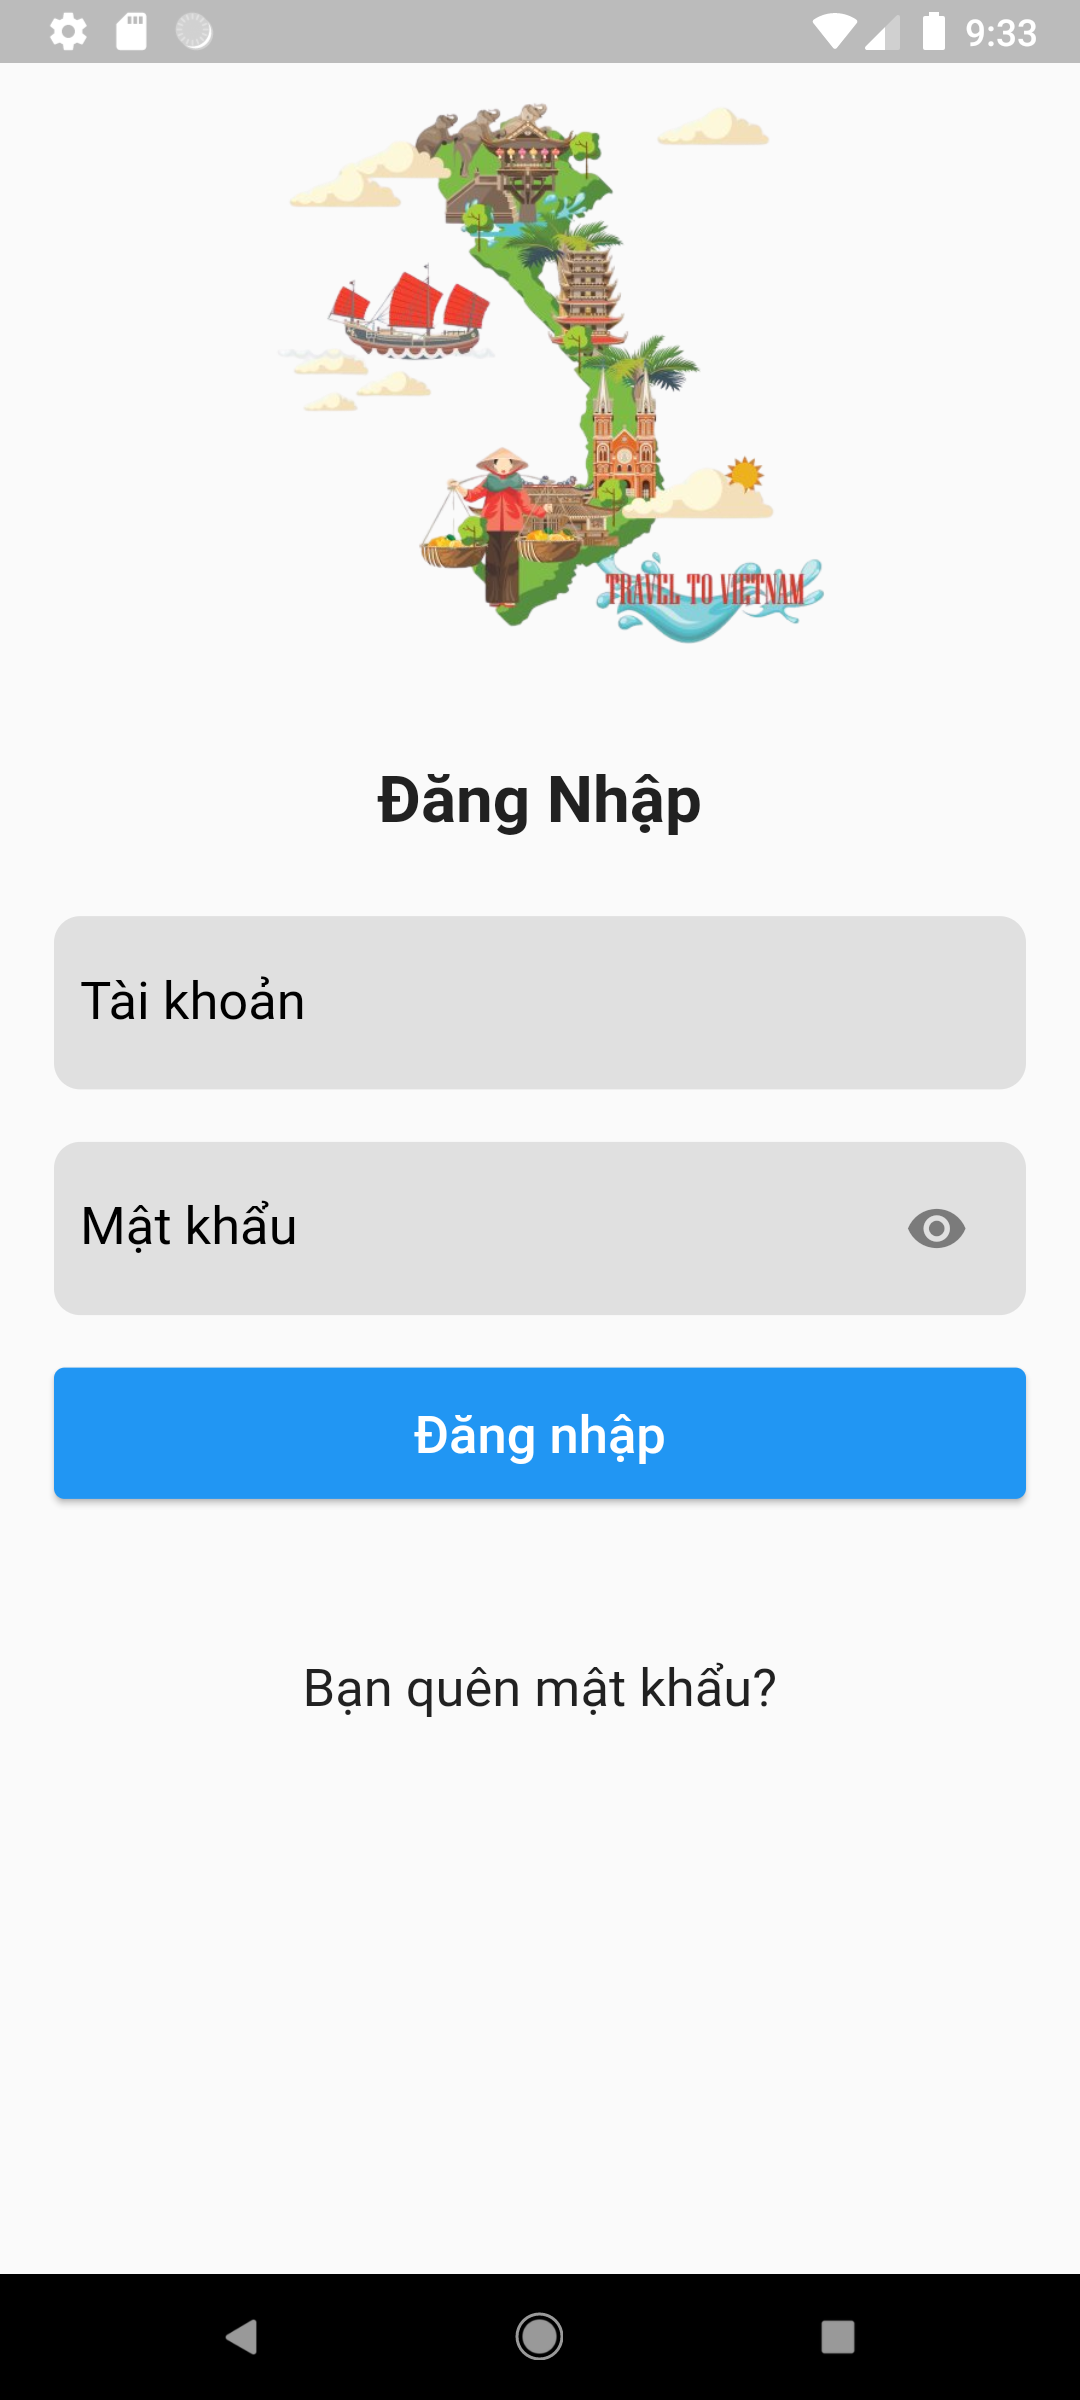 9:33
TRAVEL TO VIETNAM
Đăng Nhập
Tài khoản
Mật khẩu
Đăng nhập
Bạn quên mật khẩu?